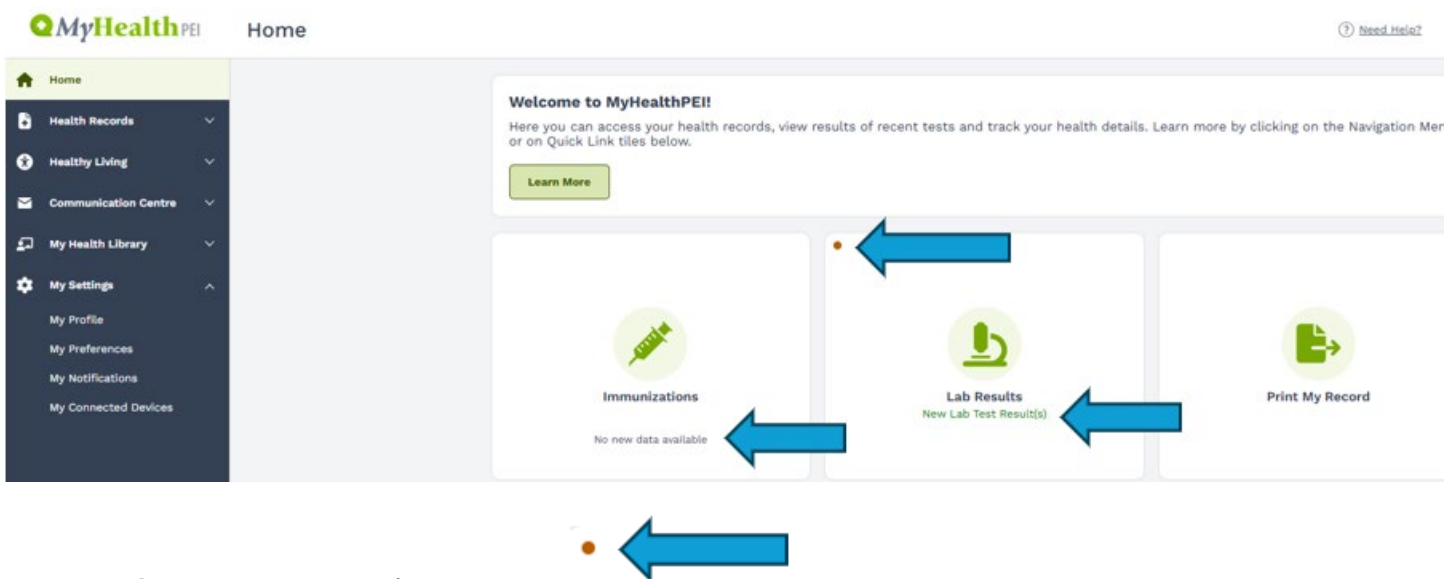 MyHealth PEI
Home
Need Help?
Home
Health Records
Healthy Living
Communication Centre
My Health Library
My Settings
My Profile
My Preferences
My Notifications
My Connected Devices
Welcome to MyHealthPEI!
Here you can access your health records, view results of recent tests and track your health details. Learn more by clicking on the Navigation
or on Quick Link tiles below.
Learn More
Immunizations
No new data available
Lab Results
New Lab Test Result(s)
Print My Record